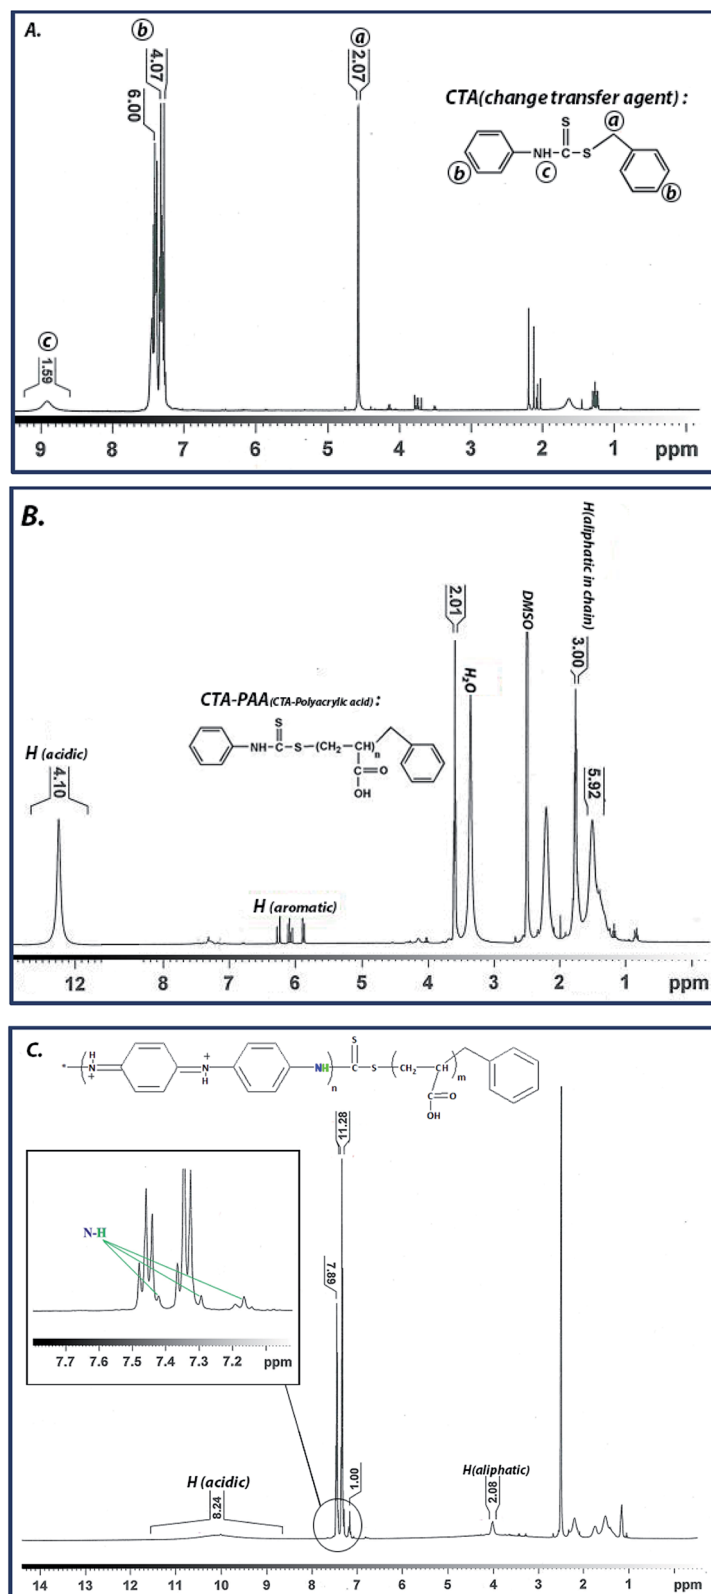 A.
b
4.07
6.00
a
2.07
CTA(change transfer agent) :
S
a
NH
C
S
b
c
b
c
1.59
9 8 7 6 5 4 3 2 1 ppm
B.
H(aliphatic in chain)
2.01
DMSO
3.00
H₂O
CTA-PAA(CTA-Polyacrylic acid) :
S
NH C S (CH₂ CH)n
C O
OH
H (acidic)
4.10
5.92
H (aromatic)
12 8 7 6 5 4 3 2 1 ppm
C.
H
+
S
* ( N + N H NH )n C S ( CH₂ CH )m
C O
OH
11.28
7.89
N-H
7.7 7.6 7.5 7.4 7.3 7.2 ppm
1.00
H (acidic)
8.24
H(aliphatic)
2.08
14 13 12 11 10 9 8 7 6 5 4 3 2 1 ppm